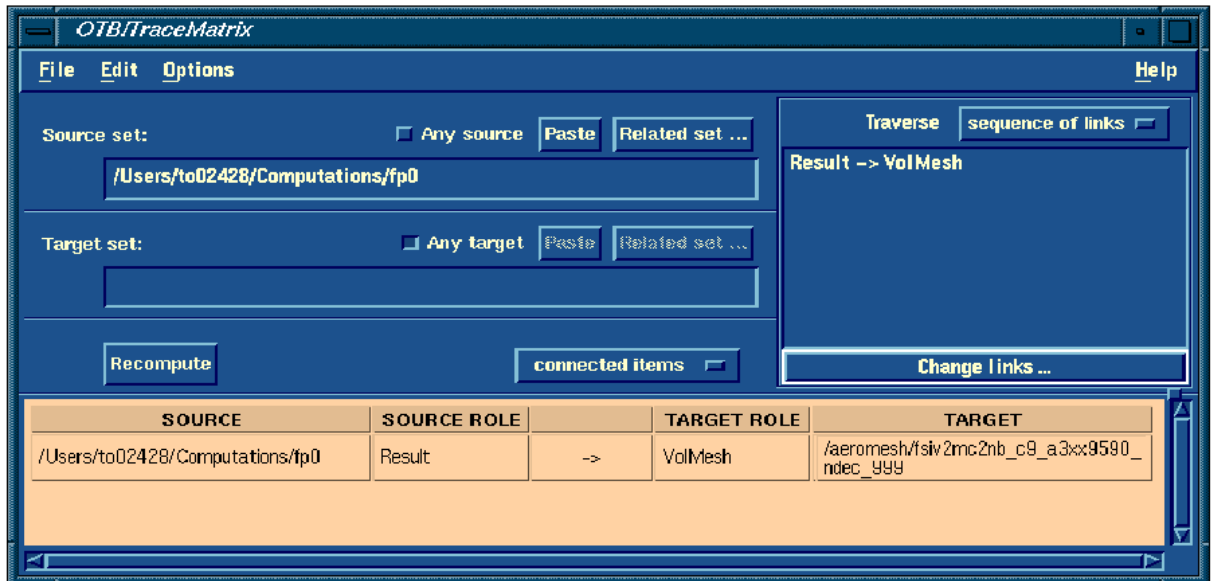 OTB/TraceMatrix
File Edit Options Help
Source set: Any source Paste Related set ...
/Users/to02428/Computations/fp0
Target set: Any target Paste Related set ...
Recompute connected items
Traverse sequence of links
Result -> VolMesh
Change links ...
SOURCE SOURCE ROLE TARGET ROLE TARGET
/Users/to02428/Computations/fp0 Result -> VolMesh /aeromesh/fsiv2mc2nb_c9_a3xx9590_
ndec_yyy